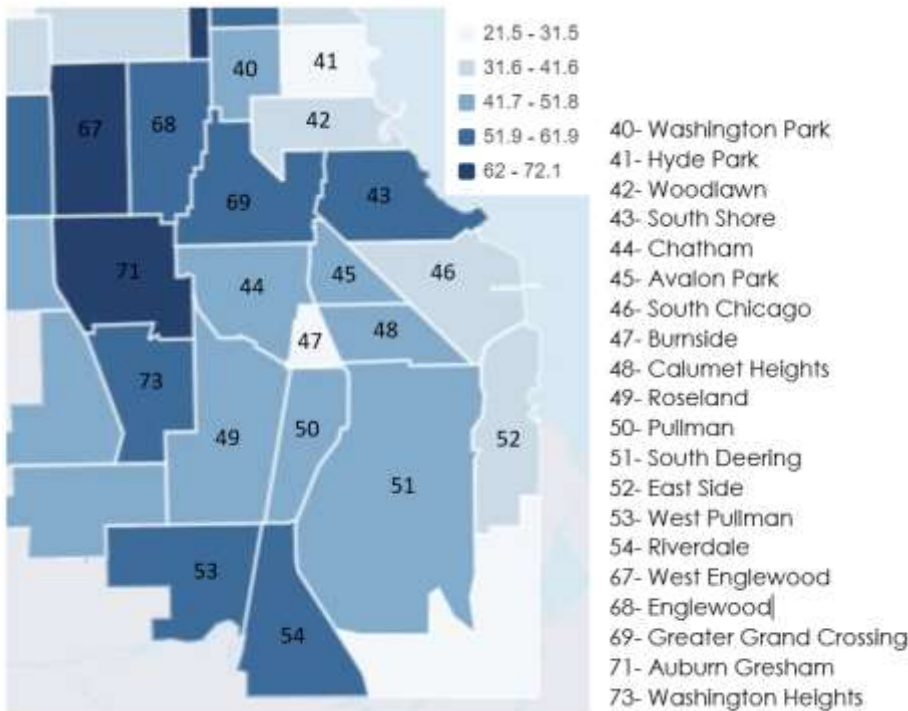 21.5 - 31.5
31.6 - 41.6
41.7 - 51.8
51.9 - 61.9
62 - 72.1
40
41
42
67
68
69
43
71
44
45
46
47
48
73
49
50
51
52
53
54
40- Washington Park
41- Hyde Park
42- Woodlawn
43- South Shore
44- Chatham
45- Avalon Park
46- South Chicago
47- Burnside
48- Calumet Heights
49- Roseland
50- Pullman
51- South Deering
52- East Side
53- West Pullman
54- Riverdale
67- West Englewood
68- Englewood
69- Greater Grand Crossing
71- Auburn Gresham
73- Washington Heights